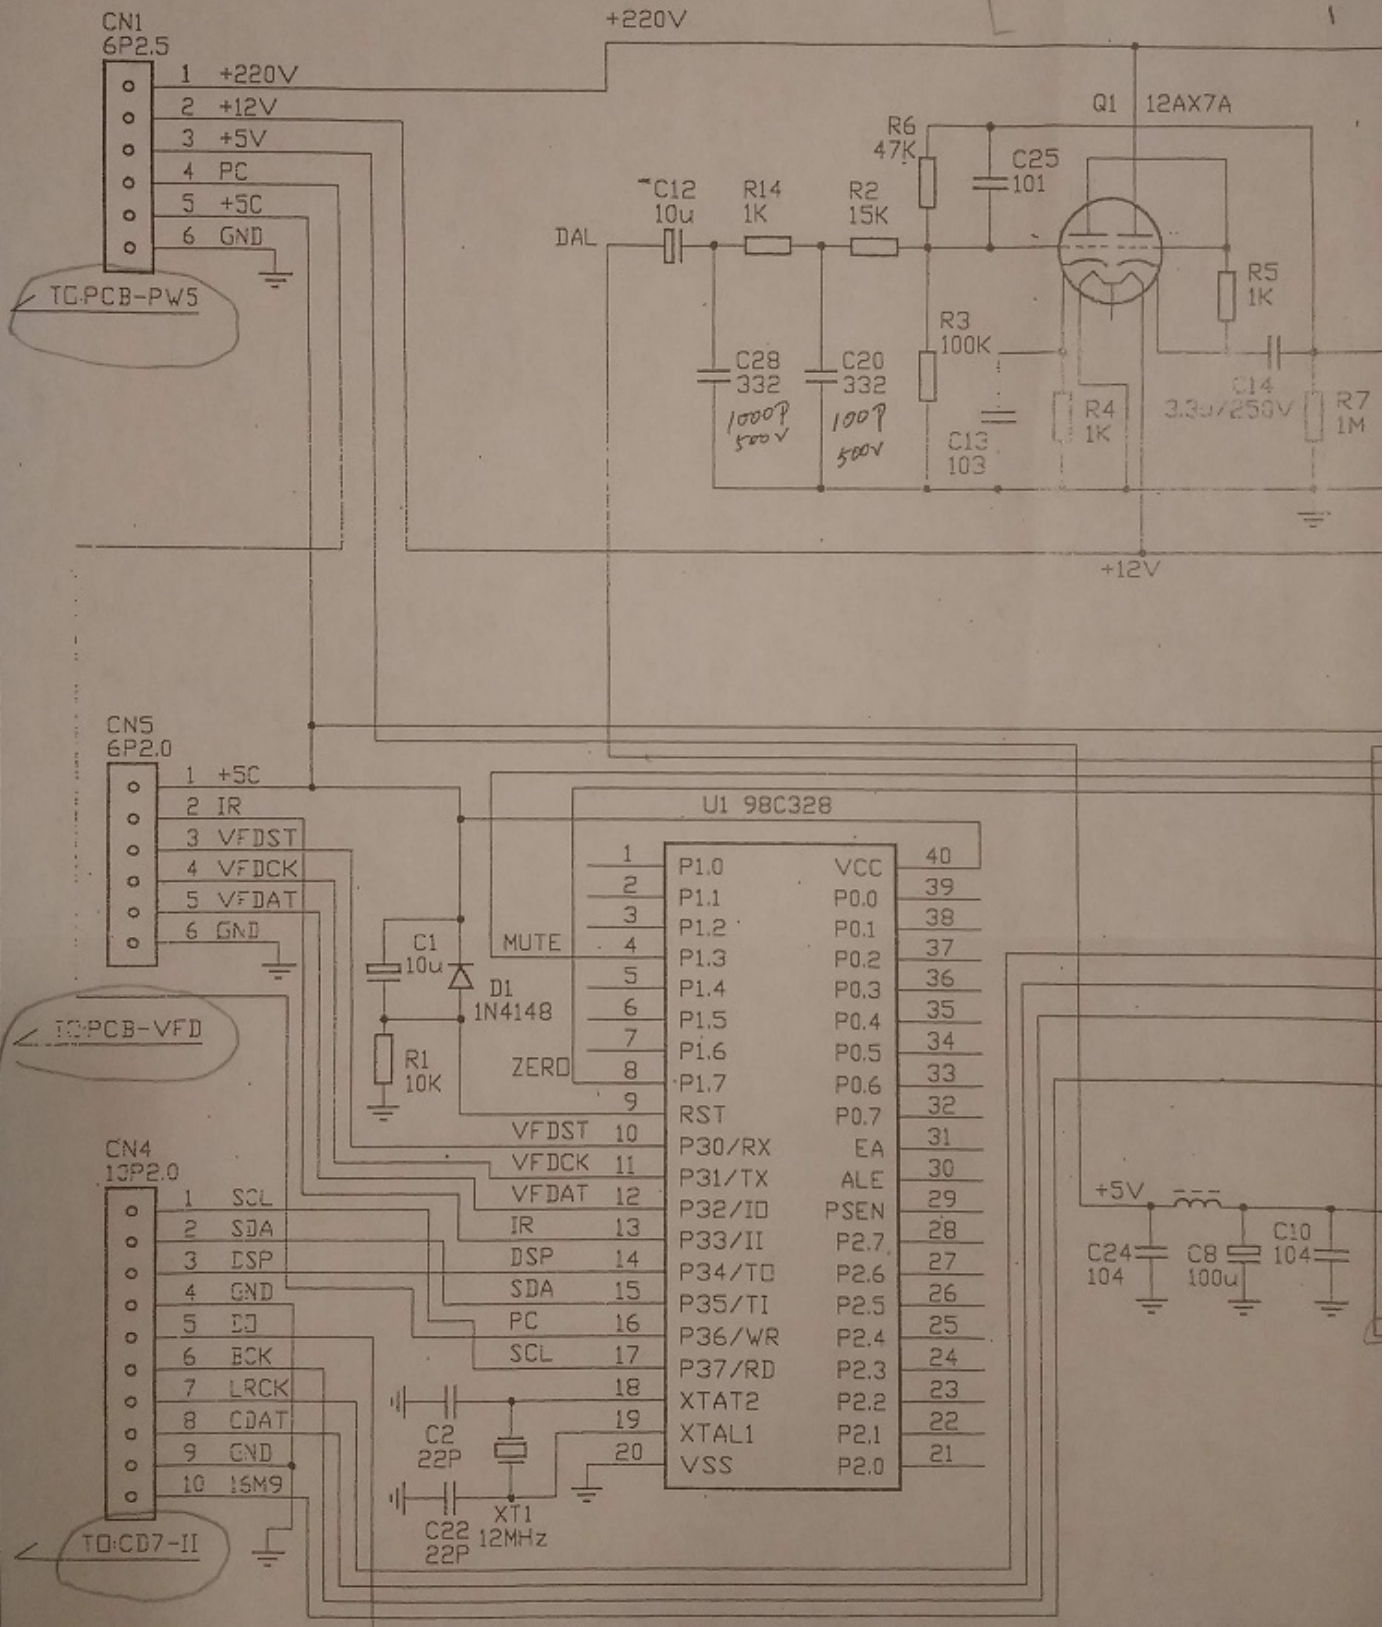 CN1
6P2.5
1 +220V
2 +12V
3 +5V
4 PC
5 +5C
6 GND
TO:PCB-PW5
+220V
Q1 12AX7A
R6
47K
C25
101
C12
10u
R14
1K
R2
15K
DAL
R5
1K
R3
100K
C28
332
1000P
500V
C20
332
100P
500V
C13
103
R4
1K
C14
3.3u/250V
R7
1M
+12V
CN5
6P2.0
1 +5C
2 IR
3 VFDST
4 VFDCK
5 VFDAT
6 GND
TO:PCB-VFD
C1
10u
D1
1N4148
R1
10K
U1 98C328
1 P1.0
2 P1.1
3 P1.2
MUTE 4 P1.3
5 P1.4
6 P1.5
7 P1.6
ZERO 8 P1.7
9 RST
VFDST 10 P30/RX
VFDCK 11 P31/TX
VFDAT 12 P32/IO
IR 13 P33/II
DSP 14 P34/TO
SDA 15 P35/TI
PC 16 P36/WR
SCL 17 P37/RD
18 XTAT2
19 XTAL1
20 VSS
VCC 40
P0.0 39
P0.1 38
P0.2 37
P0.3 36
P0.4 35
P0.5 34
P0.6 33
P0.7 32
EA 31
ALE 30
PSEN 29
P2.7 28
P2.6 27
P2.5 26
P2.4 25
P2.3 24
P2.2 23
P2.1 22
P2.0 21
+5V
C24
104
C8
100u
C10
104
CN4
1 SCL
2 SDA
3 DSP
4 GND
5 DO
6 BCK
7 LRCK
8 CDAT
9 GND
10 16M9
TO:CD7-II
C2
22P
C22
22P
XT1
12MHz